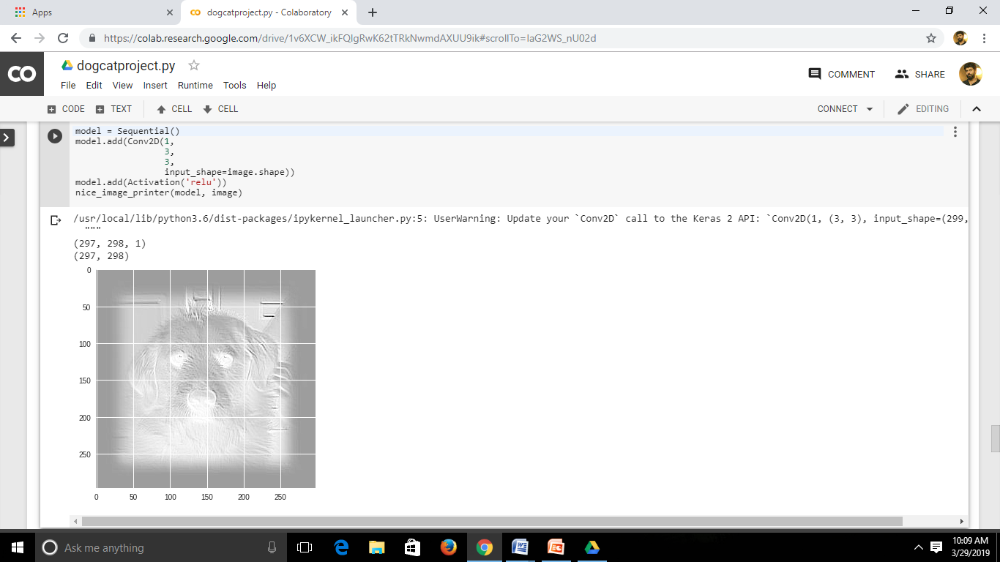 Apps
dogcatproject.py - Colaboratory
https://colab.research.google.com/drive/1v6XCW_ikFQlgRwK62tTRkNwmdAXUU9ik#scrollTo=IaG2WS_nU02d
CO
dogcatproject.py
COMMENT
SHARE
File Edit View Insert Runtime Tools Help
CODE TEXT CELL CELL
CONNECT
EDITING
model = Sequential()
model.add(Conv2D(1,
3,
3,
input_shape=image.shape))
model.add(Activation('relu'))
nice_image_printer(model, image)
/usr/local/lib/python3.6/dist-packages/ipykernel_launcher.py:5: UserWarning: Update your `Conv2D` call to the Keras 2 API: `Conv2D(1, (3, 3), input_shape=(299,
"""
(297, 298, 1)
(297, 298)
0
50
100
150
200
250
0 50 100 150 200 250
Ask me anything
10:09 AM
3/29/2019